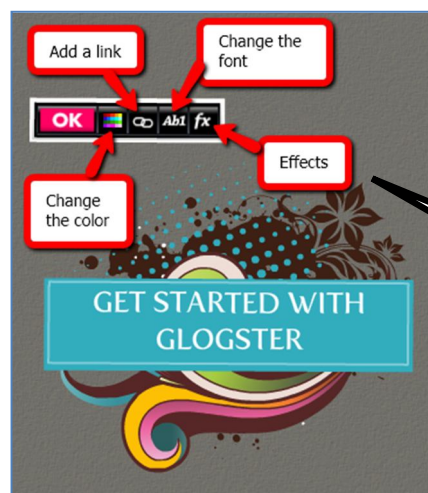 Add a link
Change the
font
OK
Ab1
fx
Effects
Change
the color
GET STARTED WITH
GLOGSTER